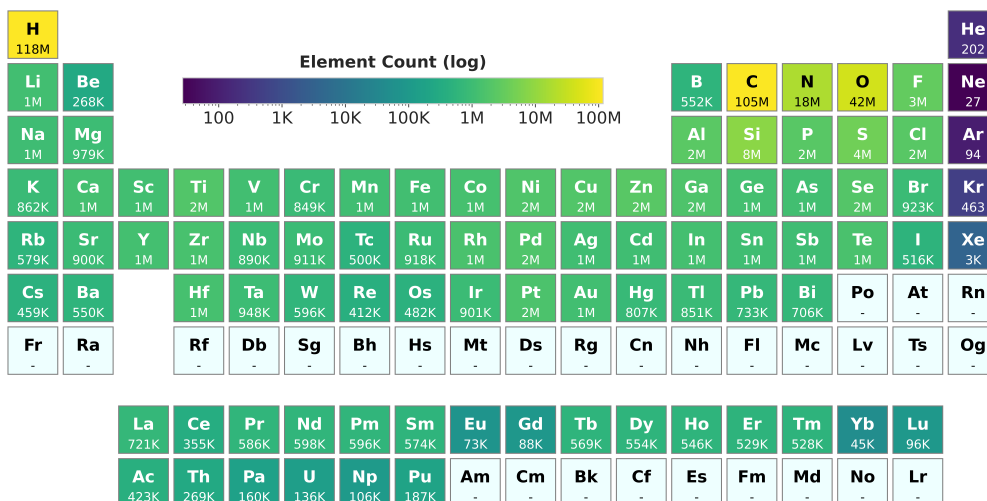 H He
118M 202
Element Count (log)
Li Be B C N O F Ne
1M 268K 552K 105M 18M 42M 3M 27
100 1K 10K 100K 1M 10M 100M
Na Mg Al Si P S Cl Ar
1M 979K 2M 8M 2M 4M 2M 94
K Ca Sc Ti V Cr Mn Fe Co Ni Cu Zn Ga Ge As Se Br Kr
862K 1M 1M 2M 1M 849K 1M 1M 1M 2M 2M 2M 2M 1M 1M 2M 923K 463
Rb Sr Y Zr Nb Mo Tc Ru Rh Pd Ag Cd In Sn Sb Te I Xe
579K 900K 1M 1M 890K 911K 500K 918K 1M 2M 1M 1M 1M 1M 1M 1M 516K 3K
Cs Ba Hf Ta W Re Os Ir Pt Au Hg Tl Pb Bi Po At Rn
459K 550K 1M 948K 596K 412K 482K 901K 2M 1M 807K 851K 733K 706K - - -
Fr Ra Rf Db Sg Bh Hs Mt Ds Rg Cn Nh Fl Mc Lv Ts Og
- - - - - - - - - - - - - - - - -
La Ce Pr Nd Pm Sm Eu Gd Tb Dy Ho Er Tm Yb Lu
721K 355K 586K 598K 596K 574K 73K 88K 569K 554K 546K 529K 528K 45K 96K
Ac Th Pa U Np Pu Am Cm Bk Cf Es Fm Md No Lr
423K 269K 160K 136K 106K 187K - - - - - - - - -